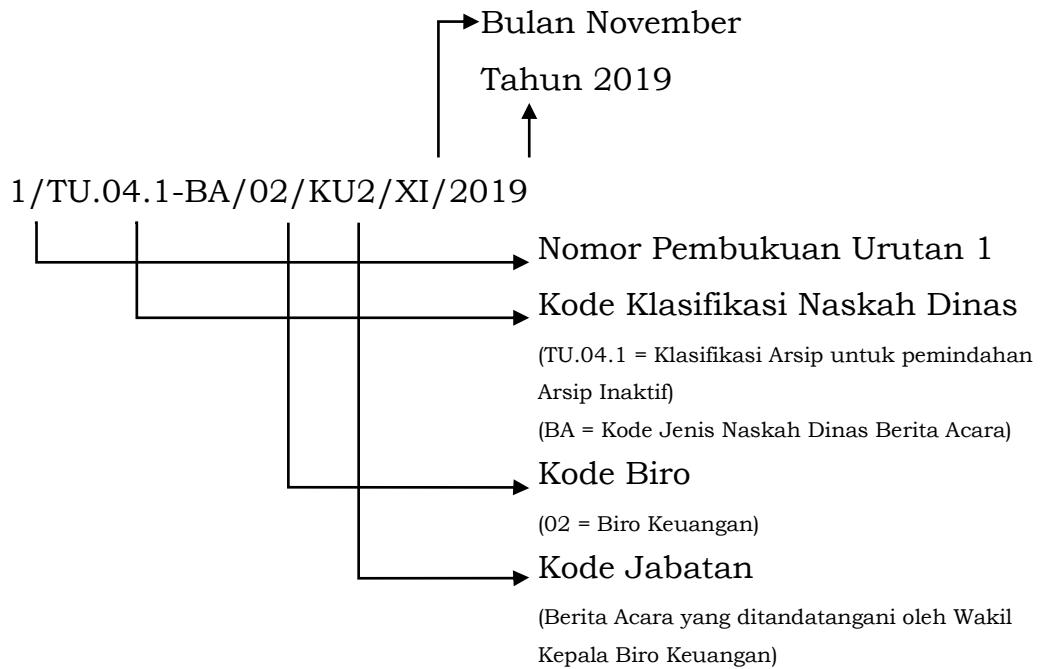 Bulan November
Tahun 2019
1/TU.04.1-BA/02/KU2/XI/2019
Nomor Pembukuan Urutan 1
Kode Klasifikasi Naskah Dinas
(TU.04.1 = Klasifikasi Arsip untuk pemindahan
Arsip Inaktif)
(BA = Kode Jenis Naskah Dinas Berita Acara)
Kode Biro
(02 = Biro Keuangan)
Kode Jabatan
(Berita Acara yang ditandatangani oleh Wakil
Kepala Biro Keuangan)